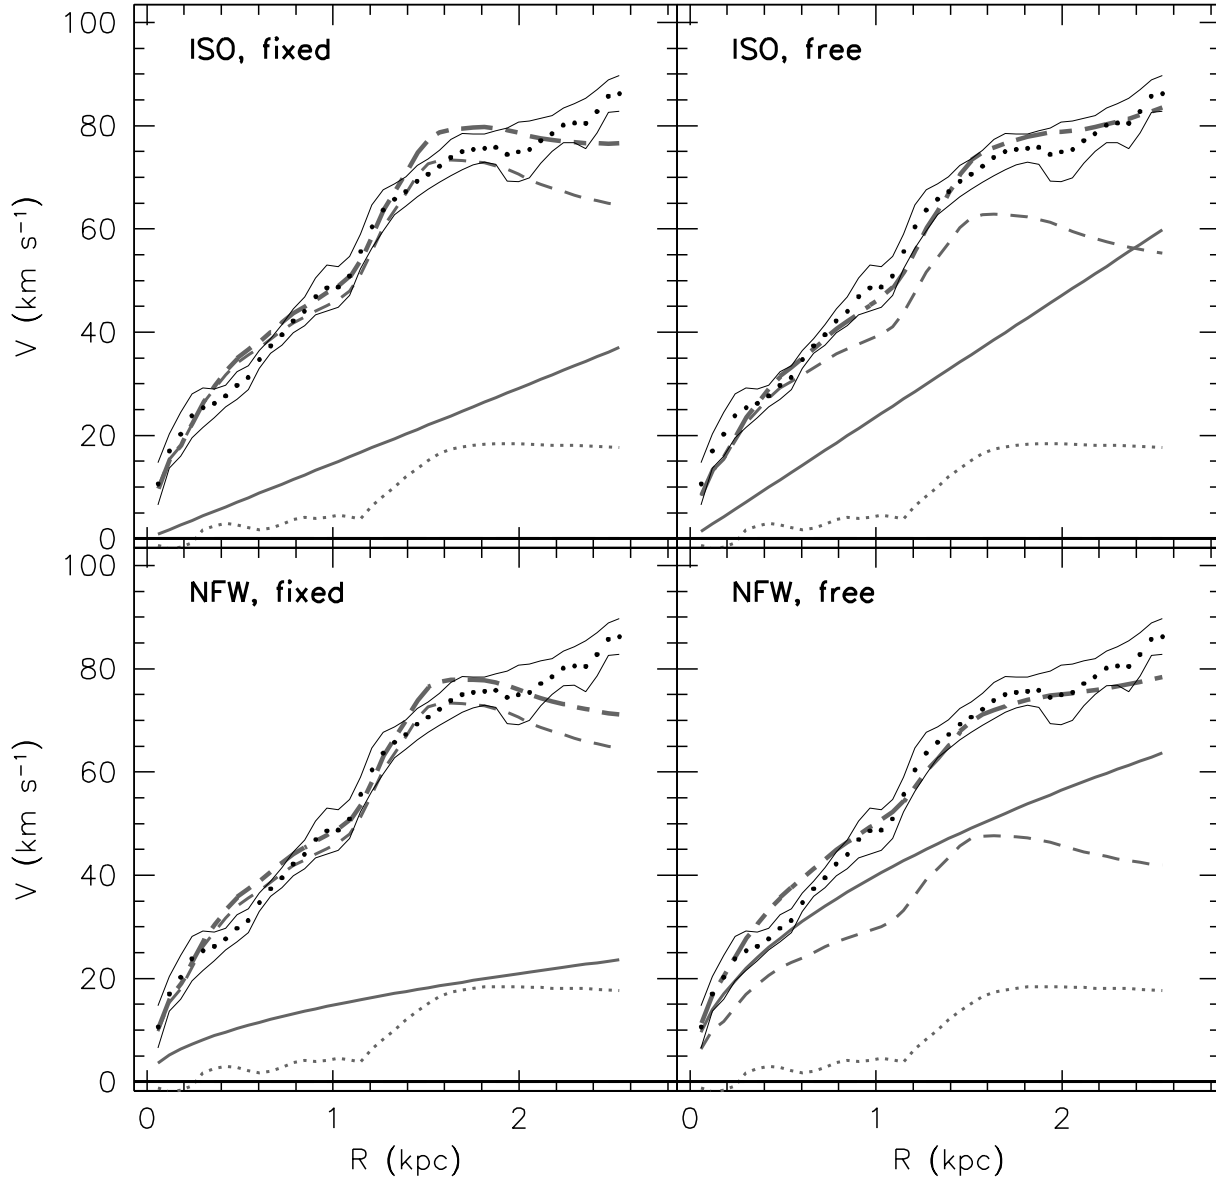 100
80
60
40
20
0
V (km s⁻¹)
ISO, fixed
ISO, free
100
80
60
40
20
0
V (km s⁻¹)
NFW, fixed
NFW, free
0 1 2
0 1 2
R (kpc)
R (kpc)